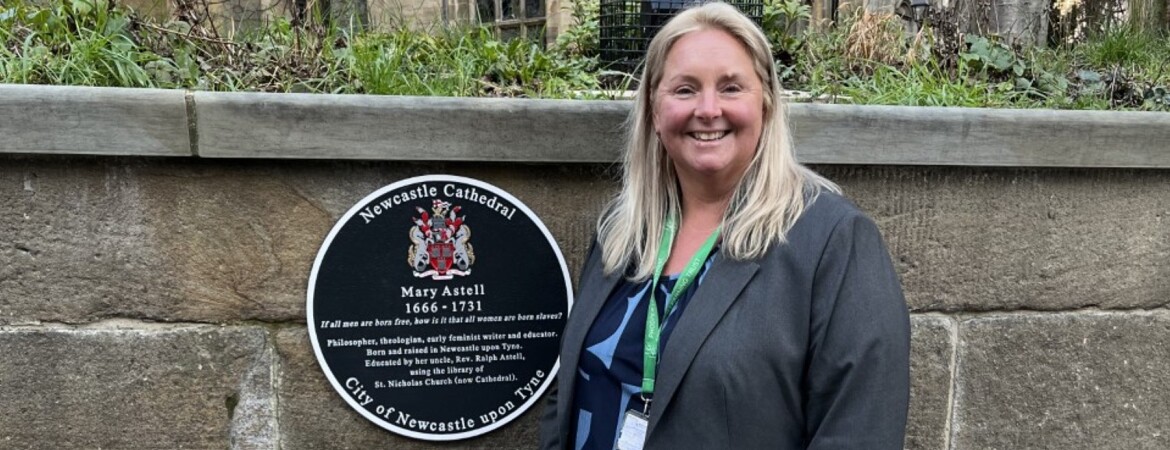 Newcastle Cathedral
Mary Astell
1666 - 1731
If all men are born free, how is it that all women are born slaves?
Philosopher, theologian, early feminist writer and educator.
Born and raised in Newcastle upon Tyne.
Educated by her uncle, Rev. Ralph Astell,
using the library of
St. Nicholas Church (now Cathedral).
City of Newcastle upon Tyne